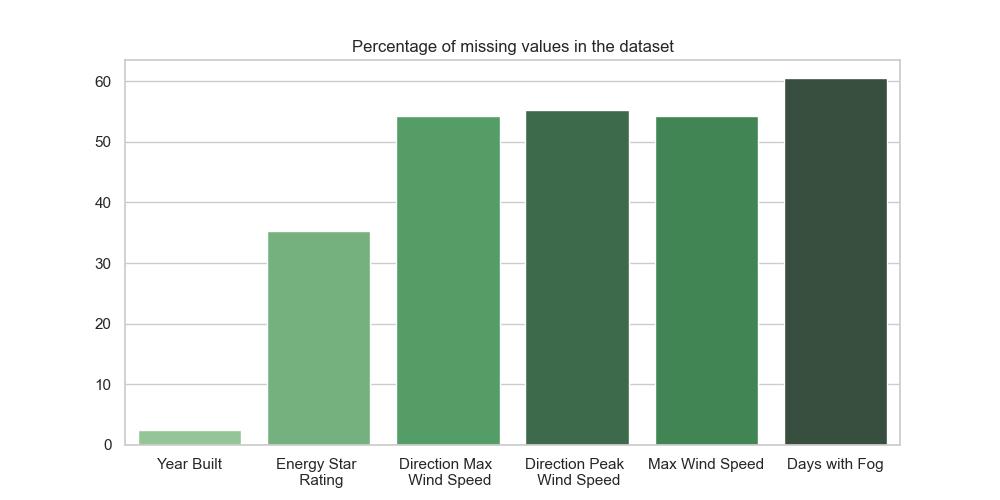 Percentage of missing values in the dataset
60
50
40
30
20
10
0
Year Built
Energy Star
Rating
Direction Max
Wind Speed
Direction Peak
Wind Speed
Max Wind Speed
Days with Fog